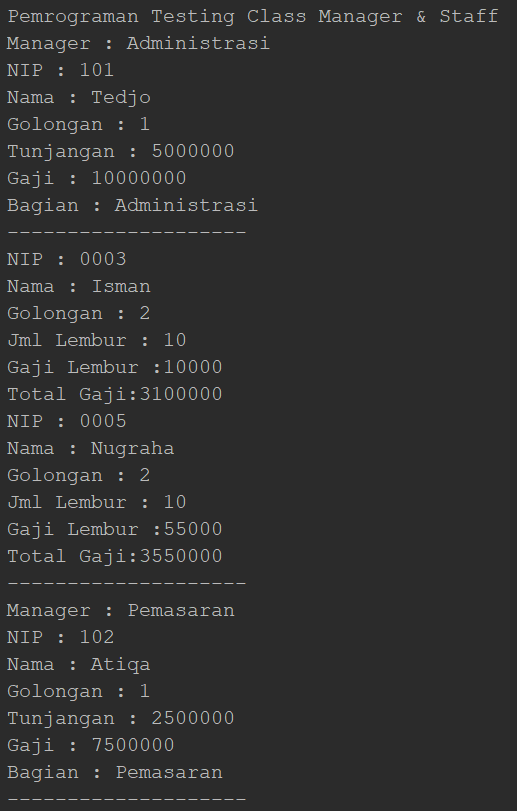 Pemrograman Testing Class Manager & Staff
Manager : Administrasi
NIP : 101
Nama : Tedjo
Golongan : 1
Tunjangan : 5000000
Gaji : 10000000
Bagian : Administrasi
--------------------
NIP : 0003
Nama : Isman
Golongan : 2
Jml Lembur : 10
Gaji Lembur :10000
Total Gaji:3100000
NIP : 0005
Nama : Nugraha
Golongan : 2
Jml Lembur : 10
Gaji Lembur :55000
Total Gaji:3550000
--------------------
Manager : Pemasaran
NIP : 102
Nama : Atiqa
Golongan : 1
Tunjangan : 2500000
Gaji : 7500000
Bagian : Pemasaran
--------------------